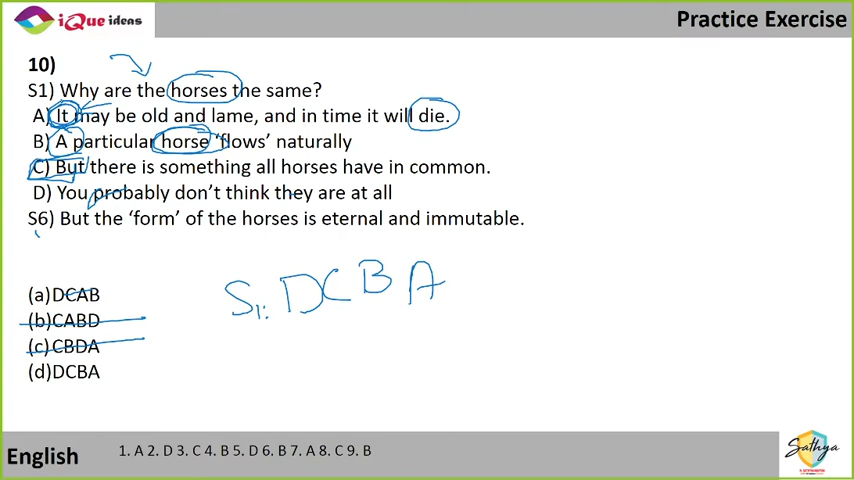 iQue ideas
Practice Exercise
10)
S1) Why are the horses the same?
A) It may be old and lame, and in time it will die.
B) A particular horse ‘flows’ naturally
C) But there is something all horses have in common.
D) You probably don’t think they are at all
S6) But the ‘form’ of the horses is eternal and immutable.
S1: D C B A
(a)DCAB
(b)CABD
(c)CBDA
(d)DCBA
English
1. A 2. D 3. C 4. B 5. D 6. B 7. A 8. C 9. B
Sathya